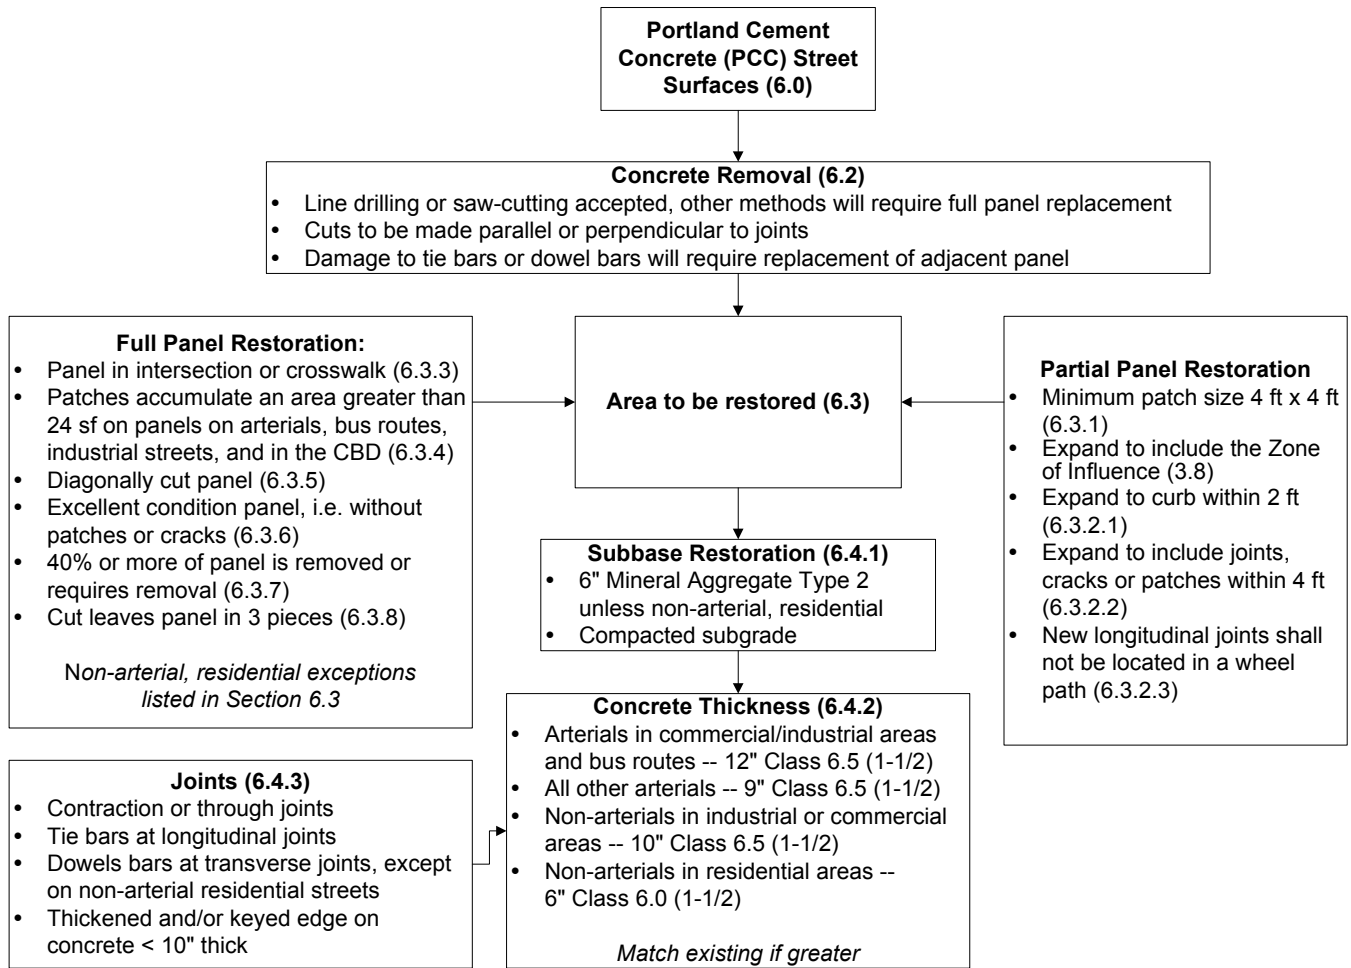 Portland Cement
Concrete (PCC) Street
Surfaces (6.0)
Concrete Removal (6.2)
• Line drilling or saw-cutting accepted, other methods will require full panel replacement
• Cuts to be made parallel or perpendicular to joints
• Damage to tie bars or dowel bars will require replacement of adjacent panel
Full Panel Restoration:
• Panel in intersection or crosswalk (6.3.3)
• Patches accumulate an area greater than
24 sf on panels on arterials, bus routes,
industrial streets, and in the CBD (6.3.4)
• Diagonally cut panel (6.3.5)
• Excellent condition panel, i.e. without
patches or cracks (6.3.6)
• 40% or more of panel is removed or
requires removal (6.3.7)
• Cut leaves panel in 3 pieces (6.3.8)
Non-arterial, residential exceptions
listed in Section 6.3
Area to be restored (6.3)
Partial Panel Restoration
• Minimum patch size 4 ft x 4 ft
(6.3.1)
• Expand to include the Zone
of Influence (3.8)
• Expand to curb within 2 ft
(6.3.2.1)
• Expand to include joints,
cracks or patches within 4 ft
(6.3.2.2)
• New longitudinal joints shall
not be located in a wheel
path (6.3.2.3)
Subbase Restoration (6.4.1)
• 6" Mineral Aggregate Type 2
unless non-arterial, residential
• Compacted subgrade
Joints (6.4.3)
• Contraction or through joints
• Tie bars at longitudinal joints
• Dowels bars at transverse joints, except
on non-arterial residential streets
• Thickened and/or keyed edge on
concrete < 10" thick
Concrete Thickness (6.4.2)
• Arterials in commercial/industrial areas
and bus routes -- 12" Class 6.5 (1-1/2)
• All other arterials -- 9" Class 6.5 (1-1/2)
• Non-arterials in industrial or commercial
areas -- 10" Class 6.5 (1-1/2)
• Non-arterials in residential areas --
6" Class 6.0 (1-1/2)
Match existing if greater